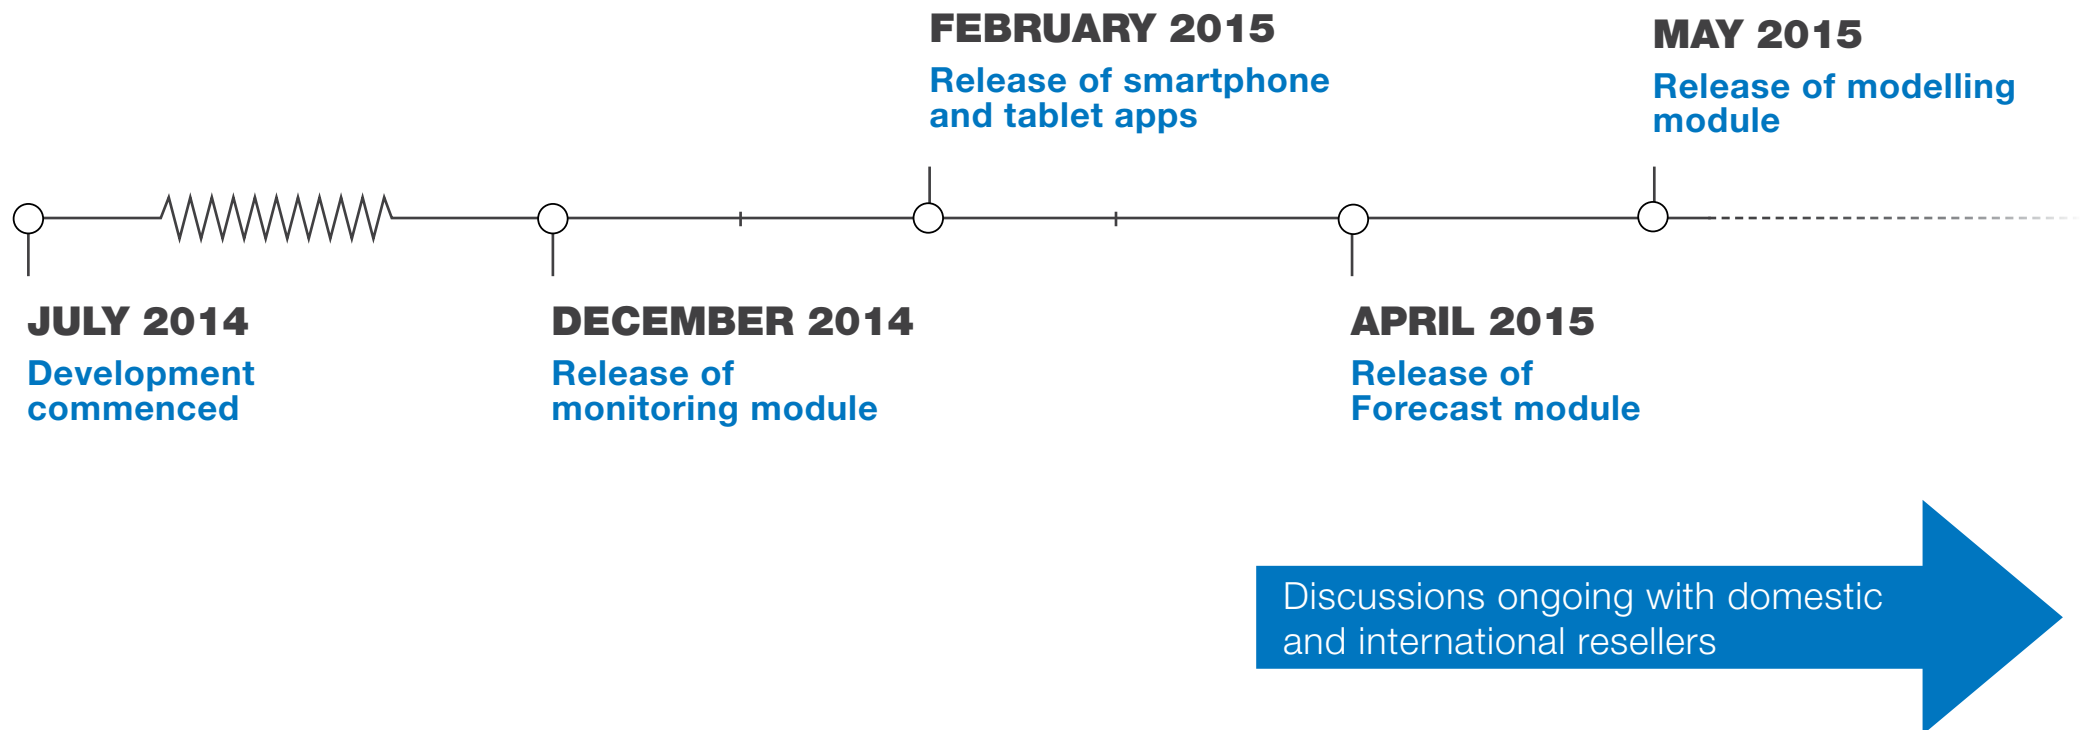 FEBRUARY 2015
Release of smartphone
and tablet apps
MAY 2015
Release of modelling
module
JULY 2014
Development
commenced
DECEMBER 2014
Release of
monitoring module
APRIL 2015
Release of
Forecast module
Discussions ongoing with domestic
and international resellers